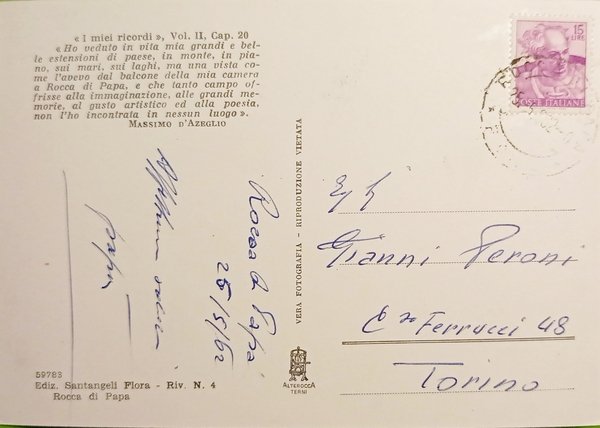 « I miei ricordi », Vol. II, Cap. 20
« Ho veduto in vita mia grandi e bel-
le estensioni di paese, in monte, in pia-
no, sui mari, sui laghi, ma una vista co-
me l'avevo dal balcone della mia camera
a Rocca di Papa, e che tanto campo of-
frisse alla immaginazione, alle grandi me-
morie, al gusto artistico ed alla poesia,
non l'ho incontrata in nessun luogo ».
MASSIMO D'AZEGLIO
Rocca di Papa
25/5/62
59783
Ediz. Santangeli Flora - Riv. N. 4
Rocca di Papa
VERA FOTOGRAFIA - RIPRODUZIONE VIETATA
ALTEROCCA
TERNI
15
LIRE
POSTE ITALIANE
Gianni Peroni
Ferrucci 48
Torino